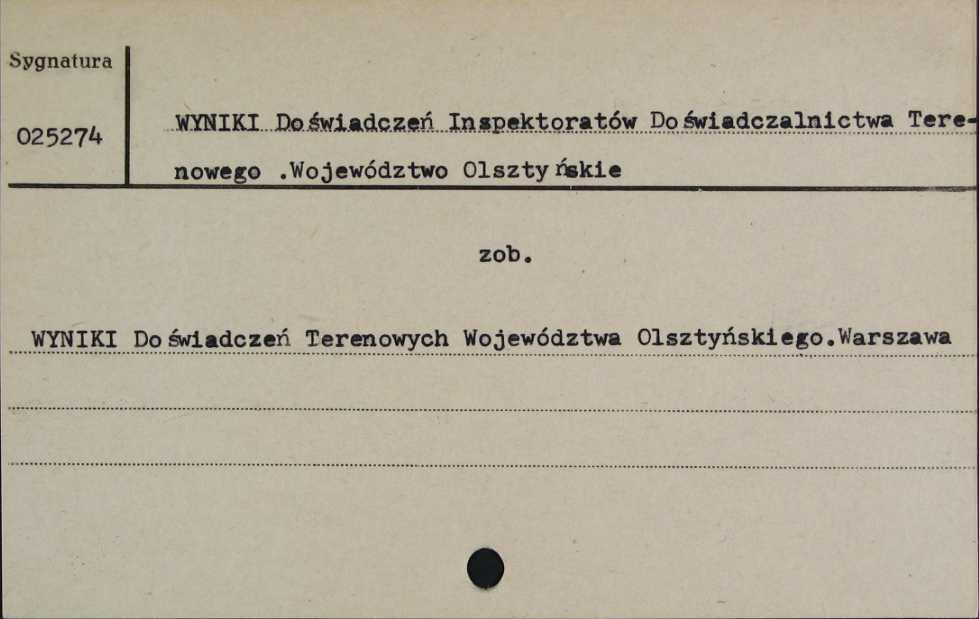 Sygnatura
025274
WYNIKI Doświadczeń Inspektoratów Doświadczalnictwa Tere-
nowego .Województwo Olsztyńskie
zob.
WYNIKI Doświadczeń Terenowych Województwa Olsztyńskiego.Warszawa